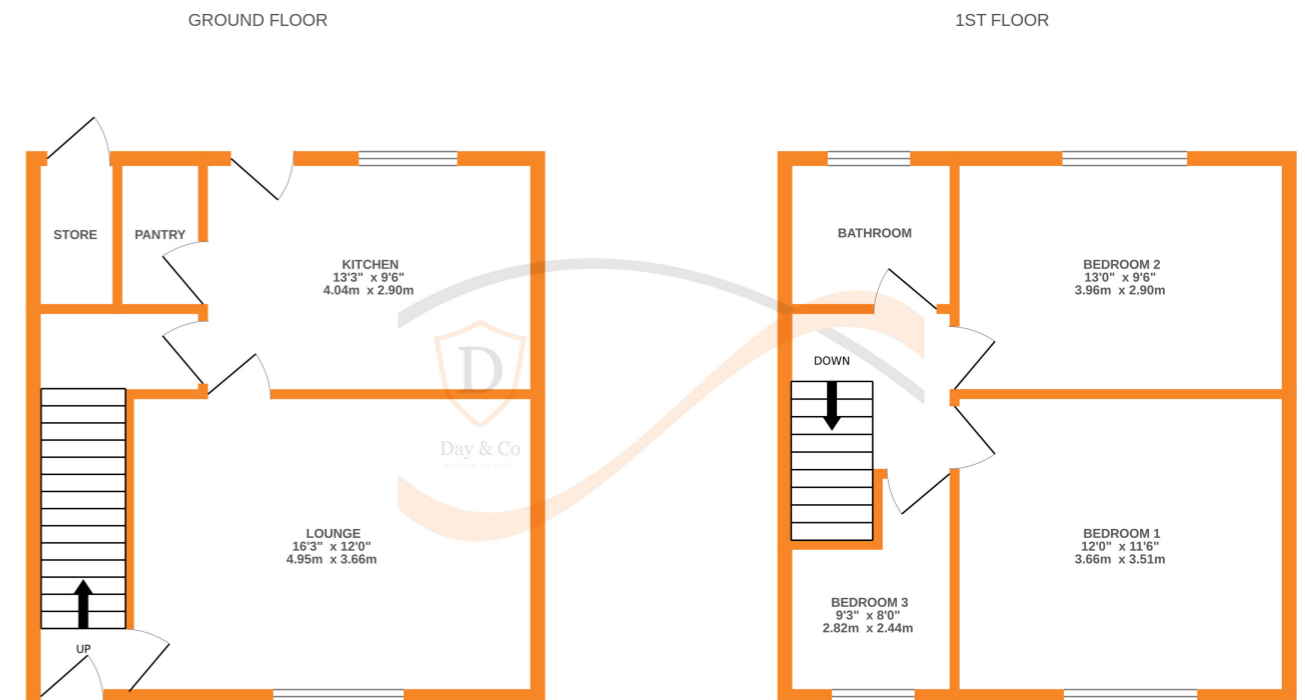 GROUND FLOOR
1ST FLOOR
STORE
PANTRY
KITCHEN
13'3" x 9'6"
4.04m x 2.90m
LOUNGE
16'3" x 12'0"
4.95m x 3.66m
UP
D
Day & Co
ESTATE AGENTS
BATHROOM
BEDROOM 2
13'0" x 9'6"
3.96m x 2.90m
DOWN
BEDROOM 1
12'0" x 11'6"
3.66m x 3.51m
BEDROOM 3
9'3" x 8'0"
2.82m x 2.44m